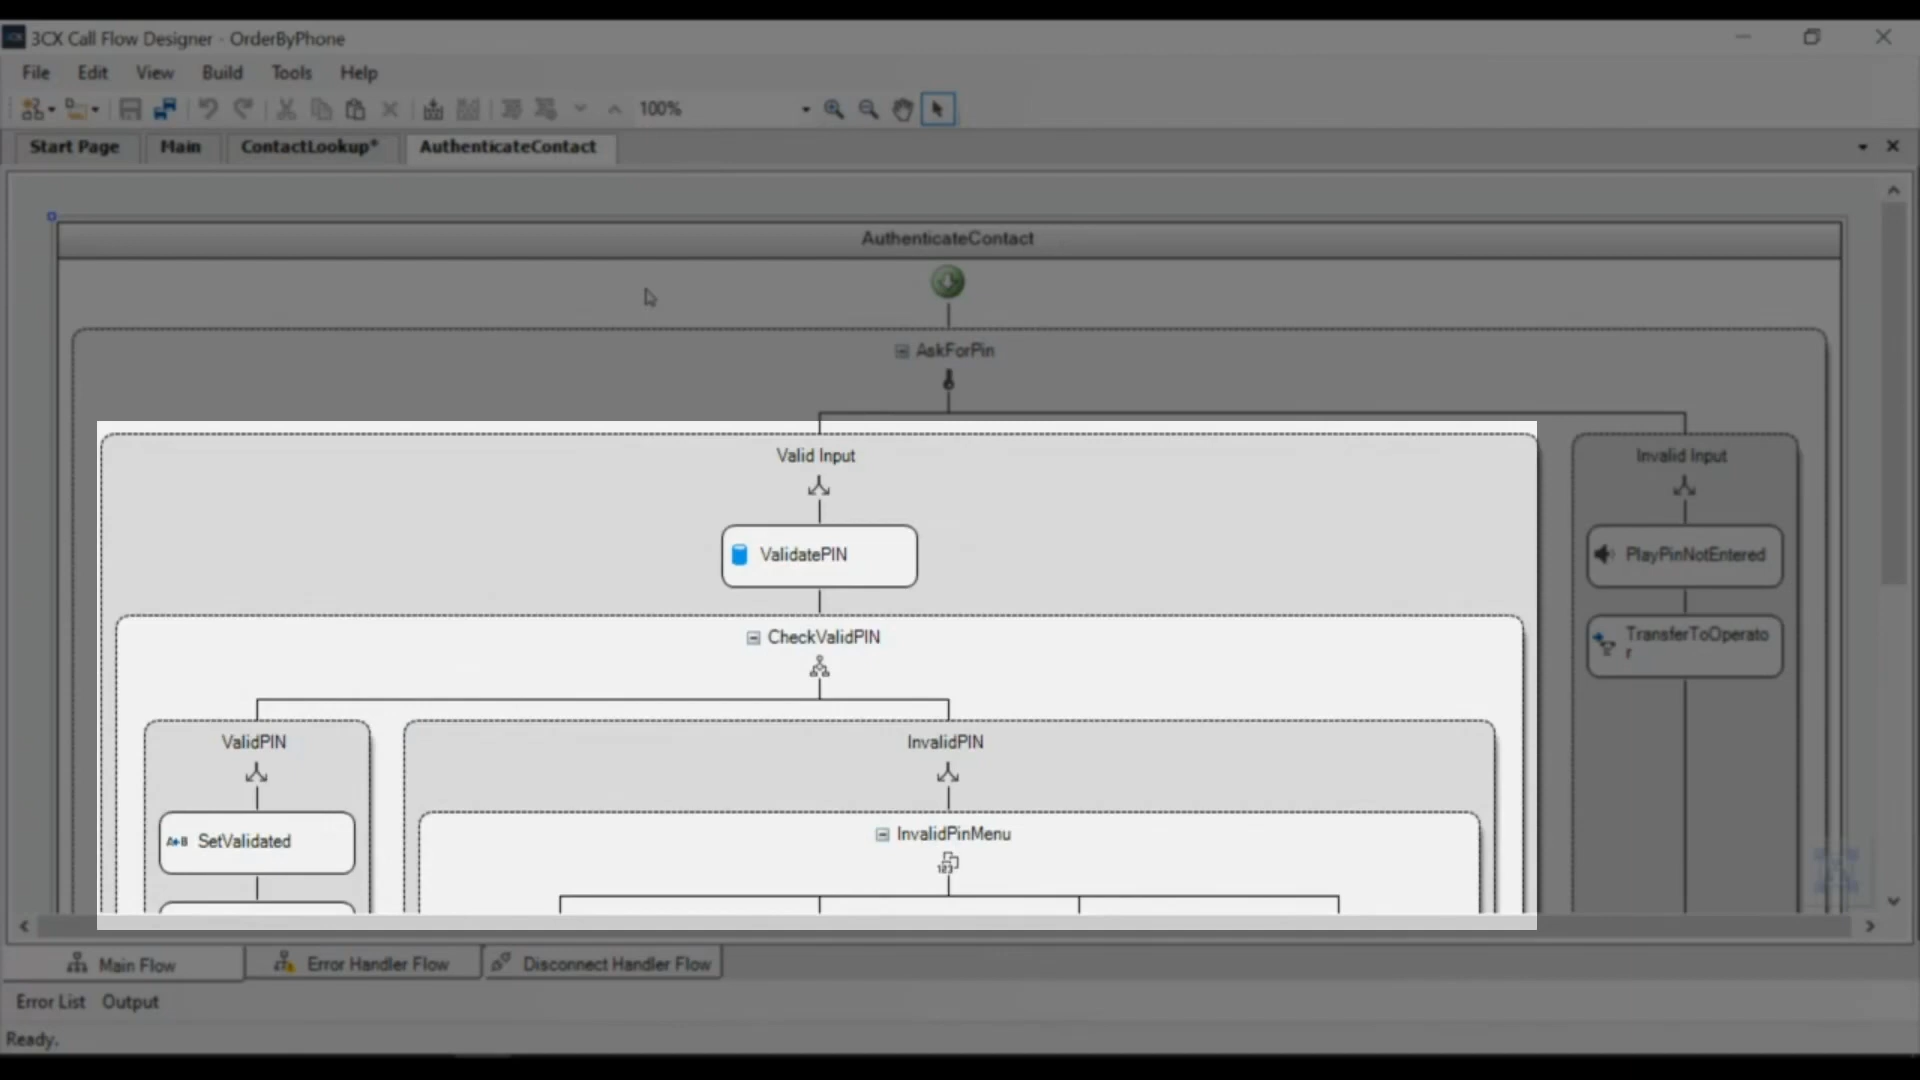 3CX Call Flow Designer - OrderByPhone
File Edit View Build Tools Help
100%
Start Page Main ContactLookup* AuthenticateContact
AuthenticateContact
AskForPin
Valid Input
Invalid Input
ValidatePIN
PlayPinNotEntered
CheckValidPIN
TransferToOperato
r
ValidPIN
InvalidPIN
SetValidated
A+B
InvalidPinMenu
123
Main Flow Error Handler Flow Disconnect Handler Flow
Error List Output
Ready.